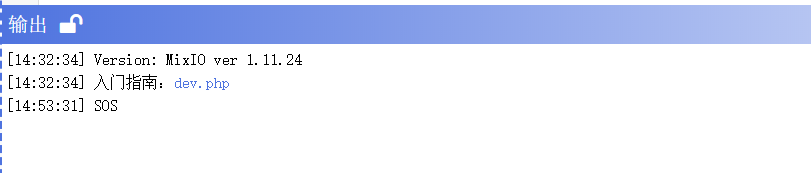 输出
[14:32:34] Version: MixIO ver 1.11.24
[14:32:34] 入门指南：dev.php
[14:53:31] SOS